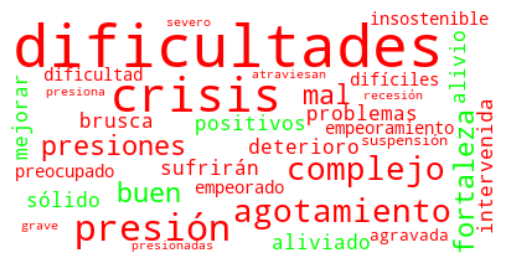 severo
insostenible
dificultades
alivio
mejorar
dificultad
atraviesan
difíciles
presiona
crisis
mal
recesión
brusca
positivos
problemas
empeoramiento
fortaleza
intervenida
presiones
deterioro
suspensión
preocupado
sufrirán
complejo
sólido
buen
empeorado
agotamiento
grave
presión
presionadas
aliviado
agravada